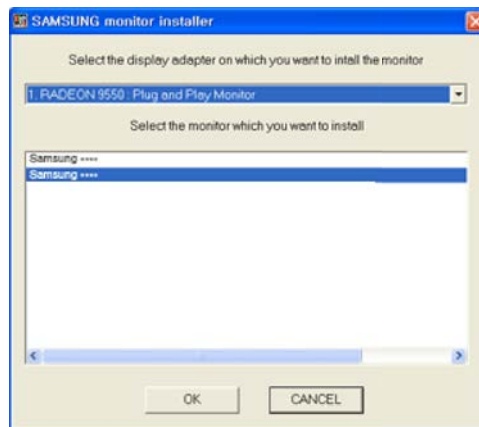 SAMSUNG monitor installer
Select the display adapter on which you want to intall the monitor
1. RADEON 9550 : Plug and Play Monitor
Select the monitor which you want to install
Samsung ****
Samsung ****
OK
CANCEL